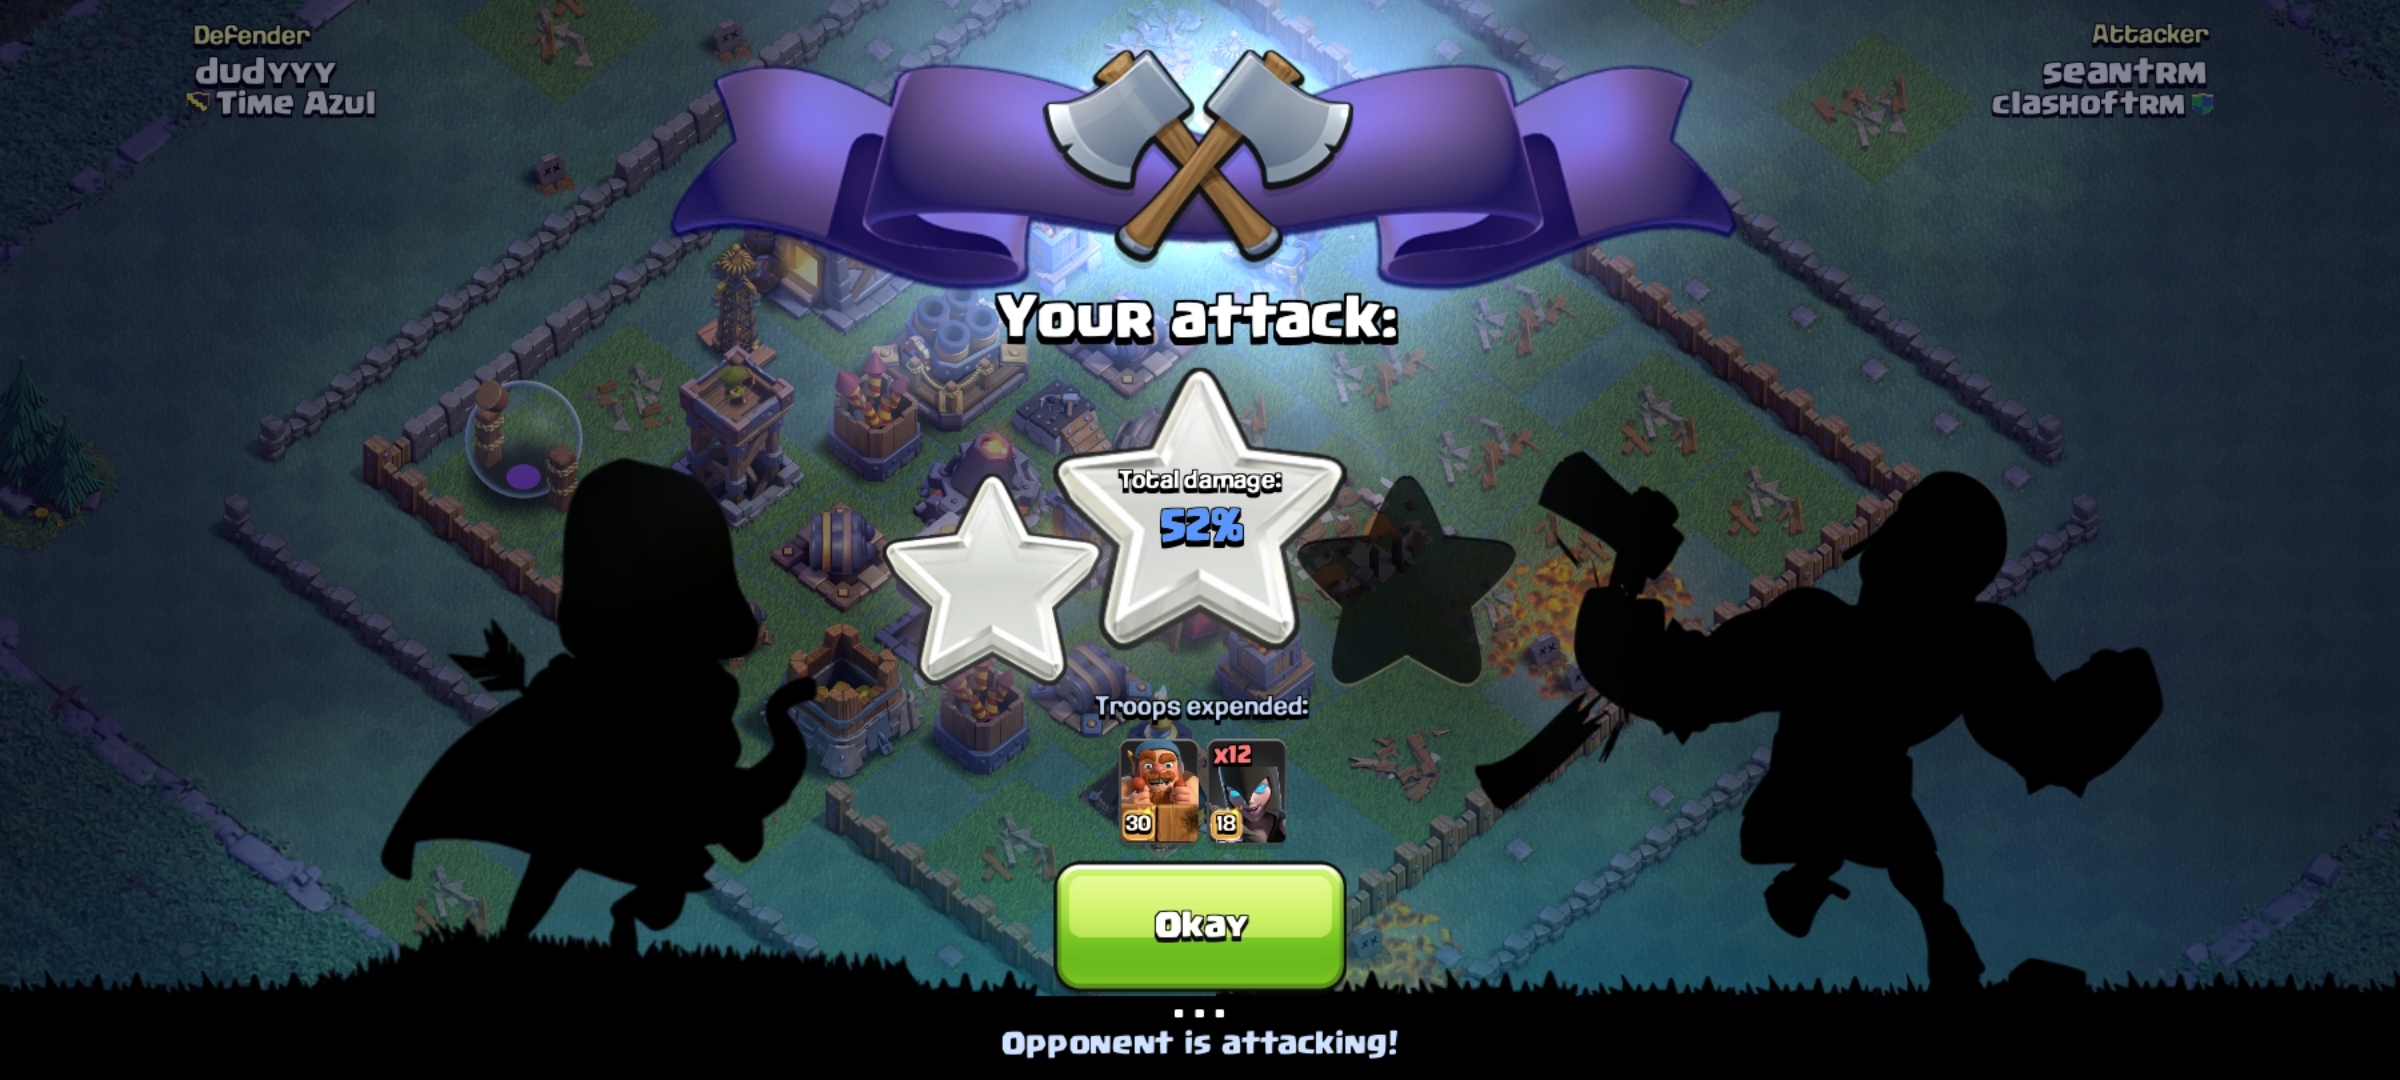 Defender
dudyyy
Time Azul
Attacker
seantRM
clashoftRM
Your attack:
Total damage:
52%
Troops expended:
x12
30
18
Okay
...
Opponent is attacking!